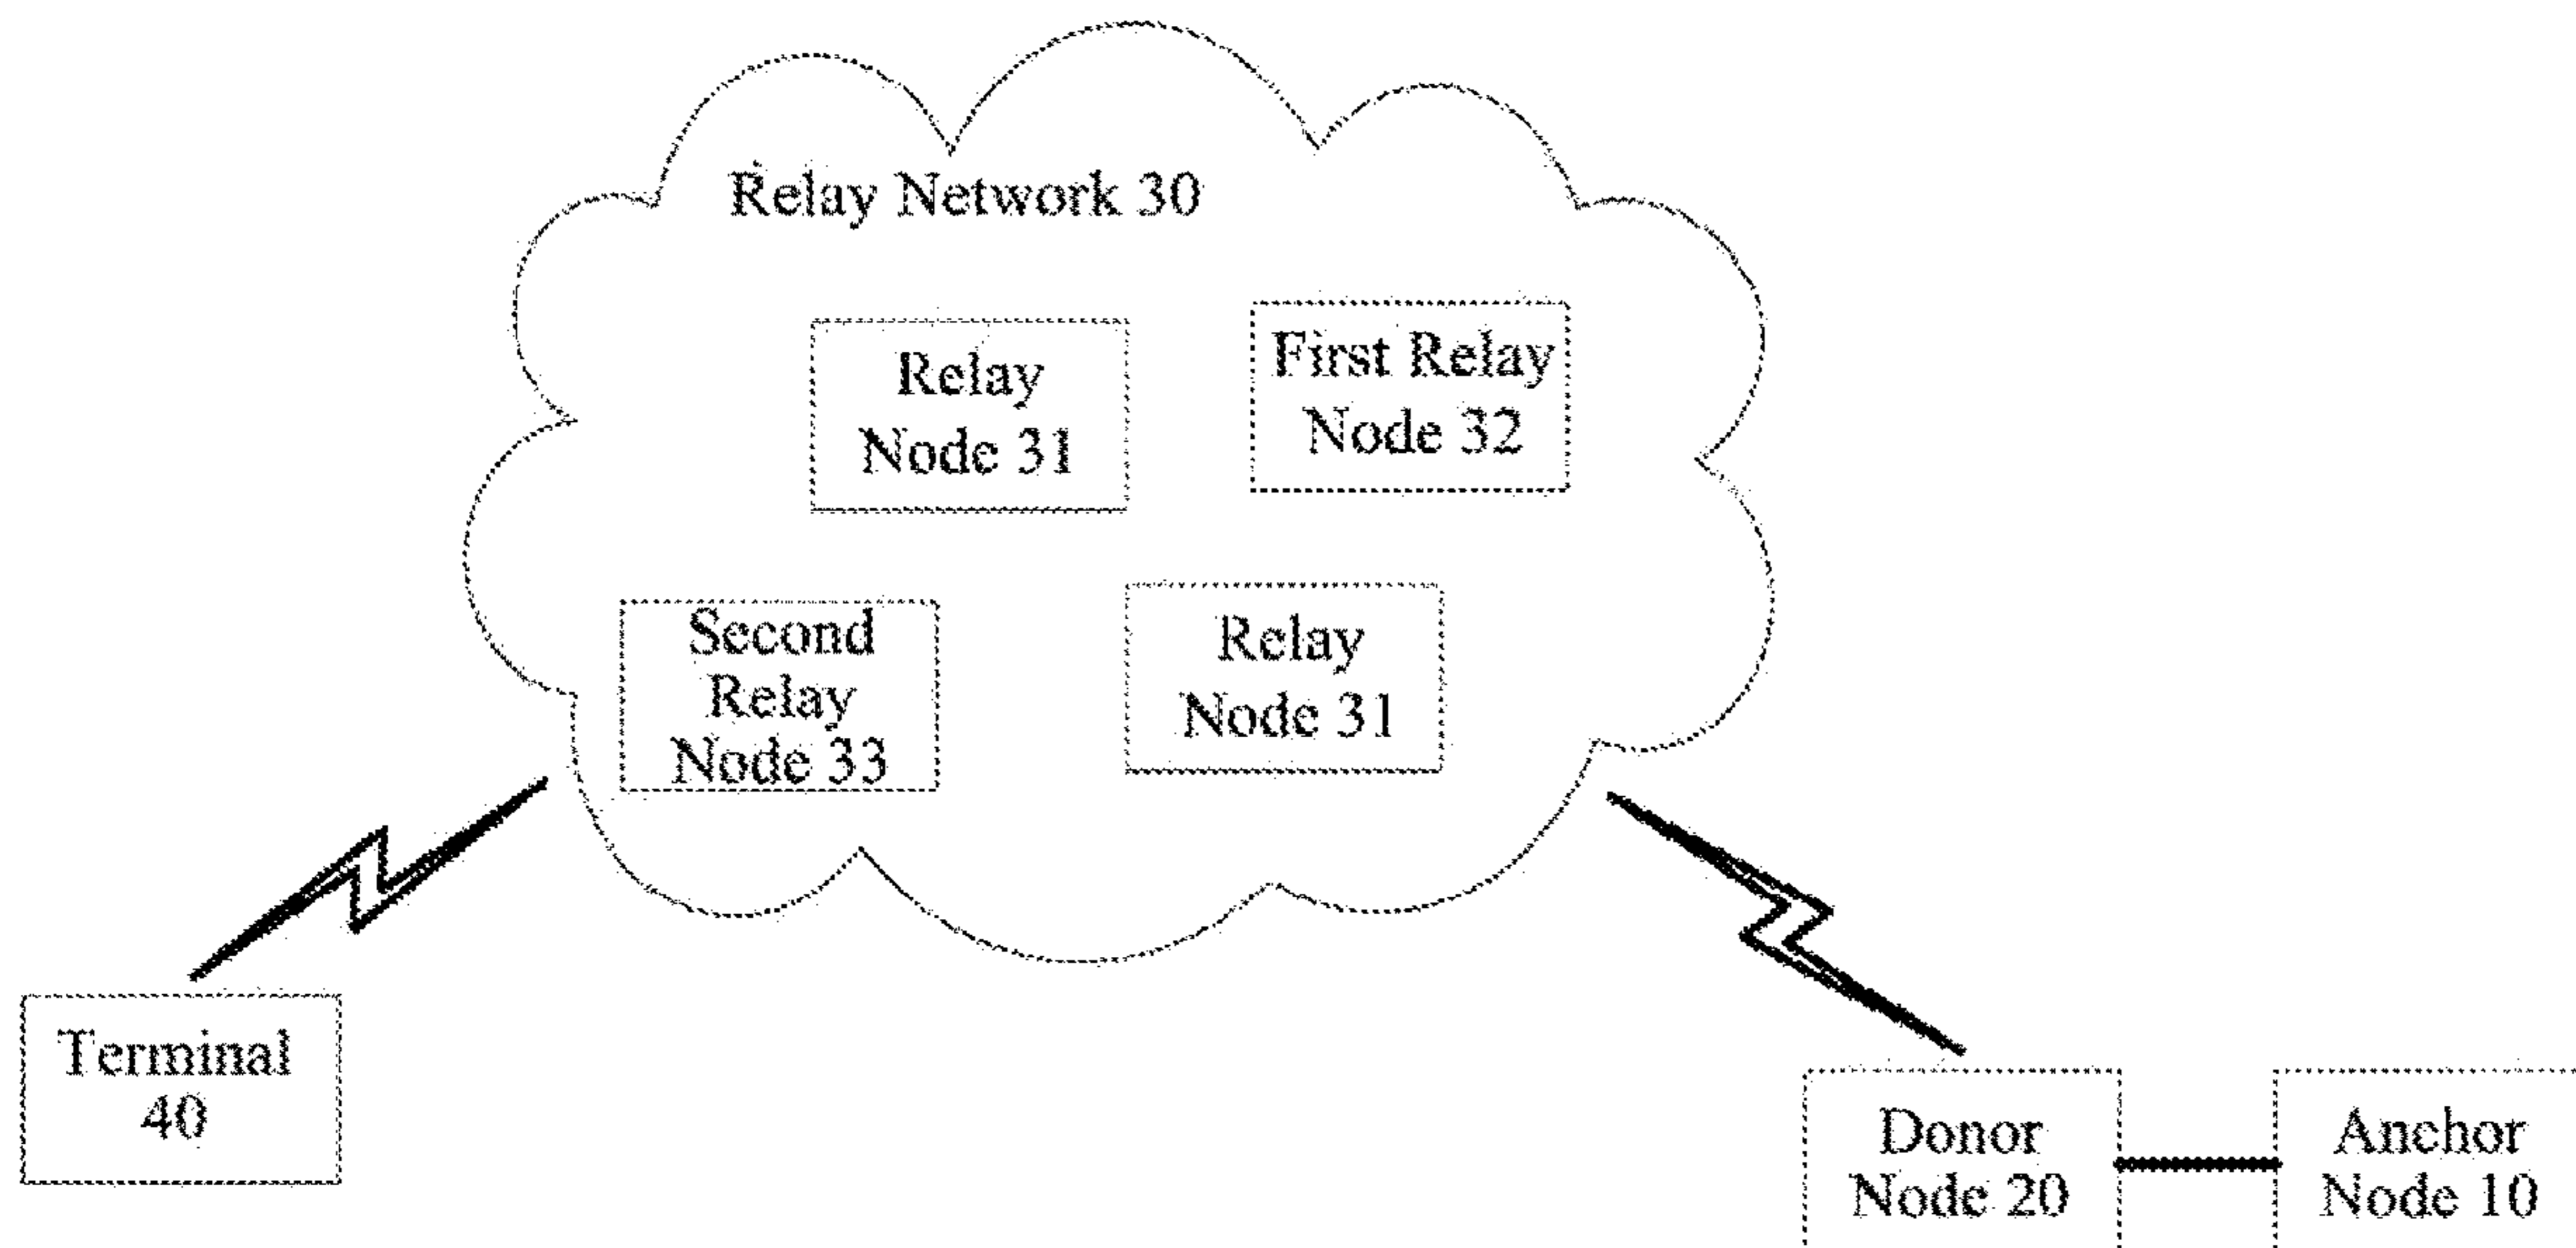 Relay Network 30
Relay
Node 31
First Relay
Node 32
Second
Relay
Node 33
Relay
Node 31
Terminal
40
Donor
Node 20
Anchor
Node 10